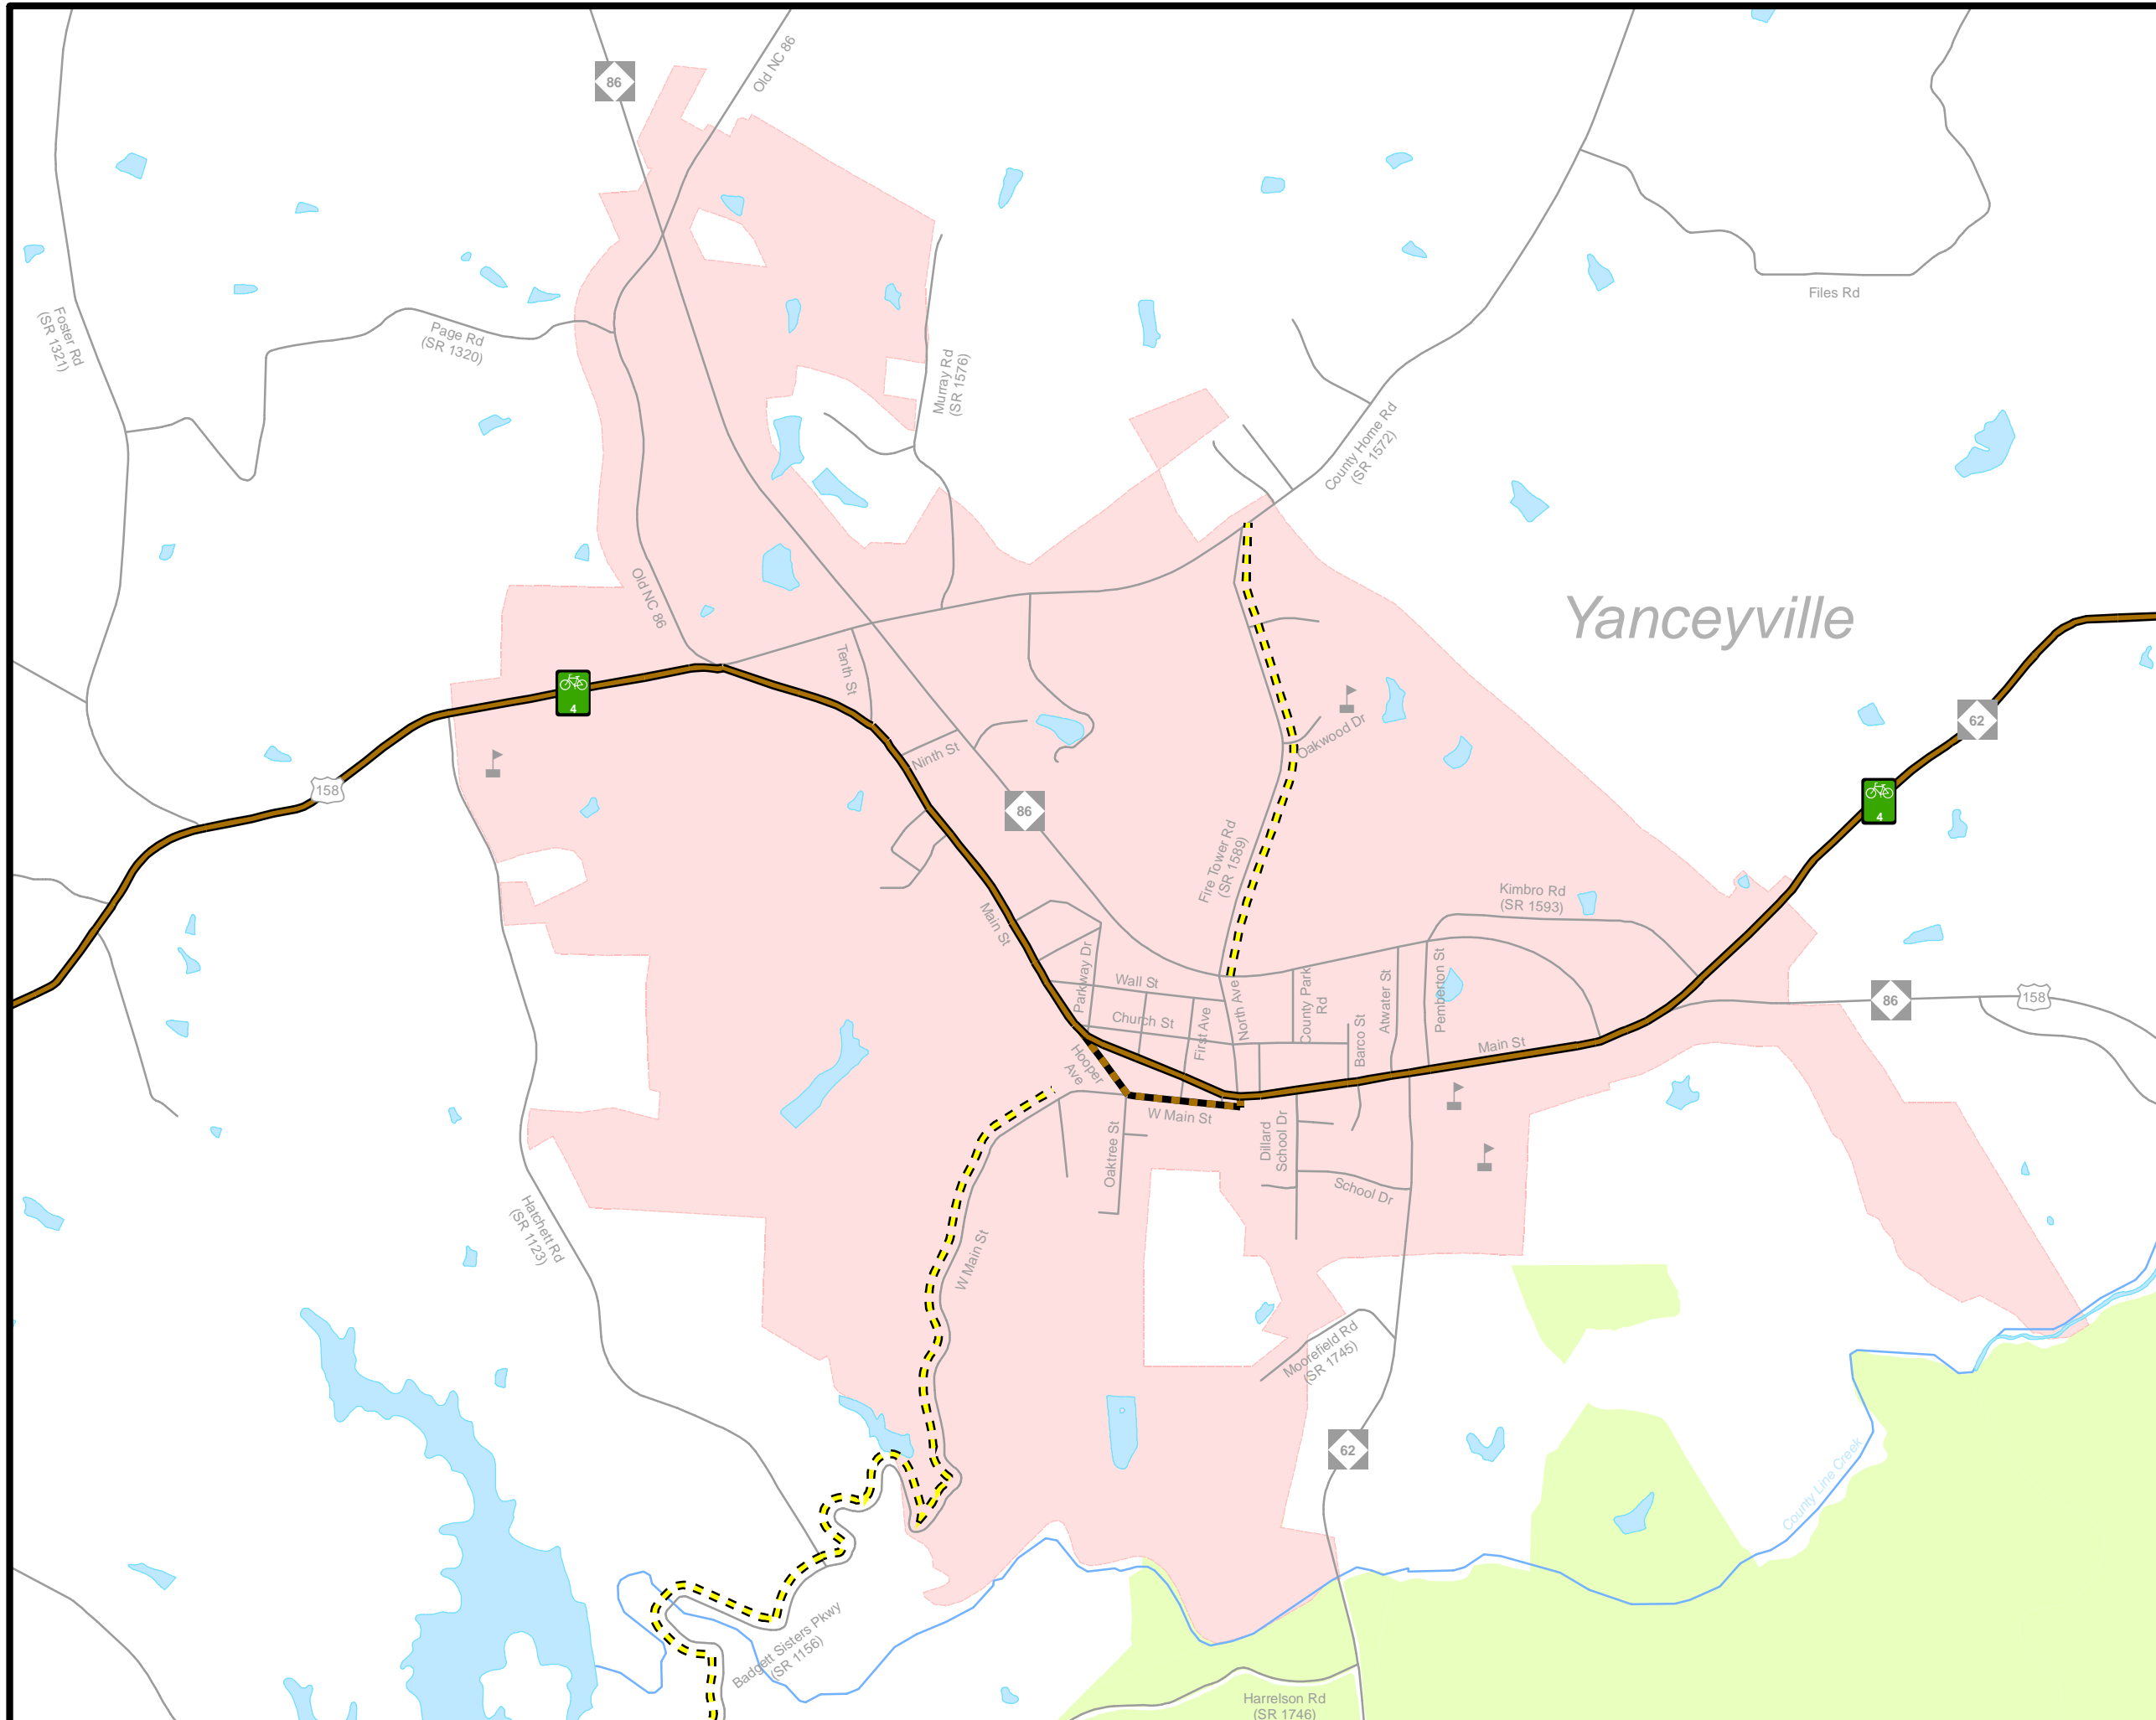 Old NC 86
86
Files Rd
Foster Rd
(SR 1321)
Page Rd
(SR 1320)
Murray Rd
(SR 1576)
County Home Rd
(SR 1572)
Old NC 86
Yanceyville
Tenth St
4
Ninth St
Oakwood Dr
62
158
86
4
Fire Tower Rd
(SR 1589)
Kimbro Rd
(SR 1593)
Main St
Parkway Dr
Wall St
North Ave
County Park
Rd
Atwater St
Pemberton St
86
158
Church St
First Ave
Barco St
Main St
Hooper
Ave
W Main St
Oaktree St
Dillard
School Dr
School Dr
Hatchett Rd
(SR 1123)
W Main St
Moorefield Rd
(SR 1745)
62
County Line Creek
Badgett Sisters Pkwy
(SR 1156)
Harrelson Rd
(SR 1746)